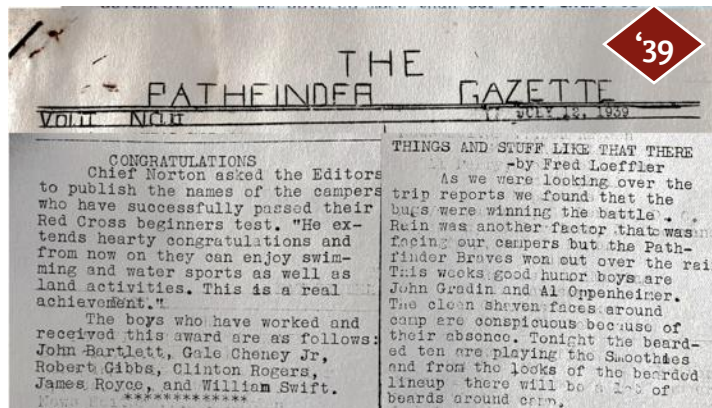 '39
THE
PATHFINDER GAZETTE
VOL II NO. II JULY 12, 1939
CONGRATULATIONS
Chief Norton asked the Editors
to publish the names of the campers
who have successfully passed their
Red Cross beginners test. "He ex-
tends hearty congratulations and
from now on they can enjoy swim-
ming and water sports as well as
land activities. This is a real
achievement."
The boys who have worked and
received this award are as follows:
John Bartlett, Gale Cheney Jr,
Robert Gibbs, Clinton Rogers,
James Royce, and William Swift.
*************
THINGS AND STUFF LIKE THAT THERE
-by Fred Loeffler
As we were looking over the
trip reports we found that the
bugs were winning the battle.
Rain was another factor that was
facing our campers but the Path-
finder Braves won out over the rai
This weeks good humor boys are
John Gradin and Al Oppenheimer.
The clean shaven faces around
camp are conspicuous because of
their absence. Tonight the beard-
ed ten are playing the Smoothies
and from the looks of the bearded
lineup there will be a lot of
beards around camp.